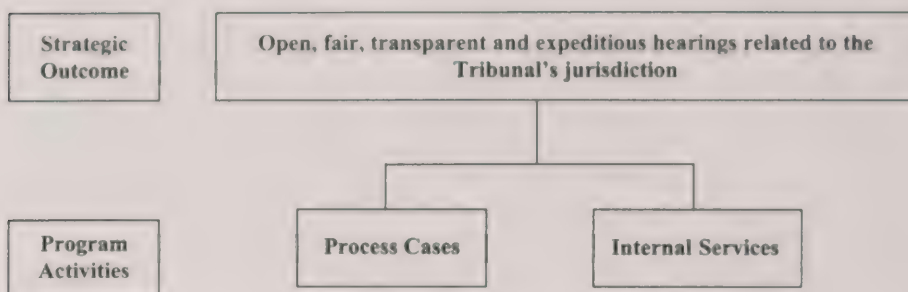 Strategic
Outcome
Open, fair, transparent and expeditious hearings related to the
Tribunal's jurisdiction
Program
Activities
Process Cases
Internal Services